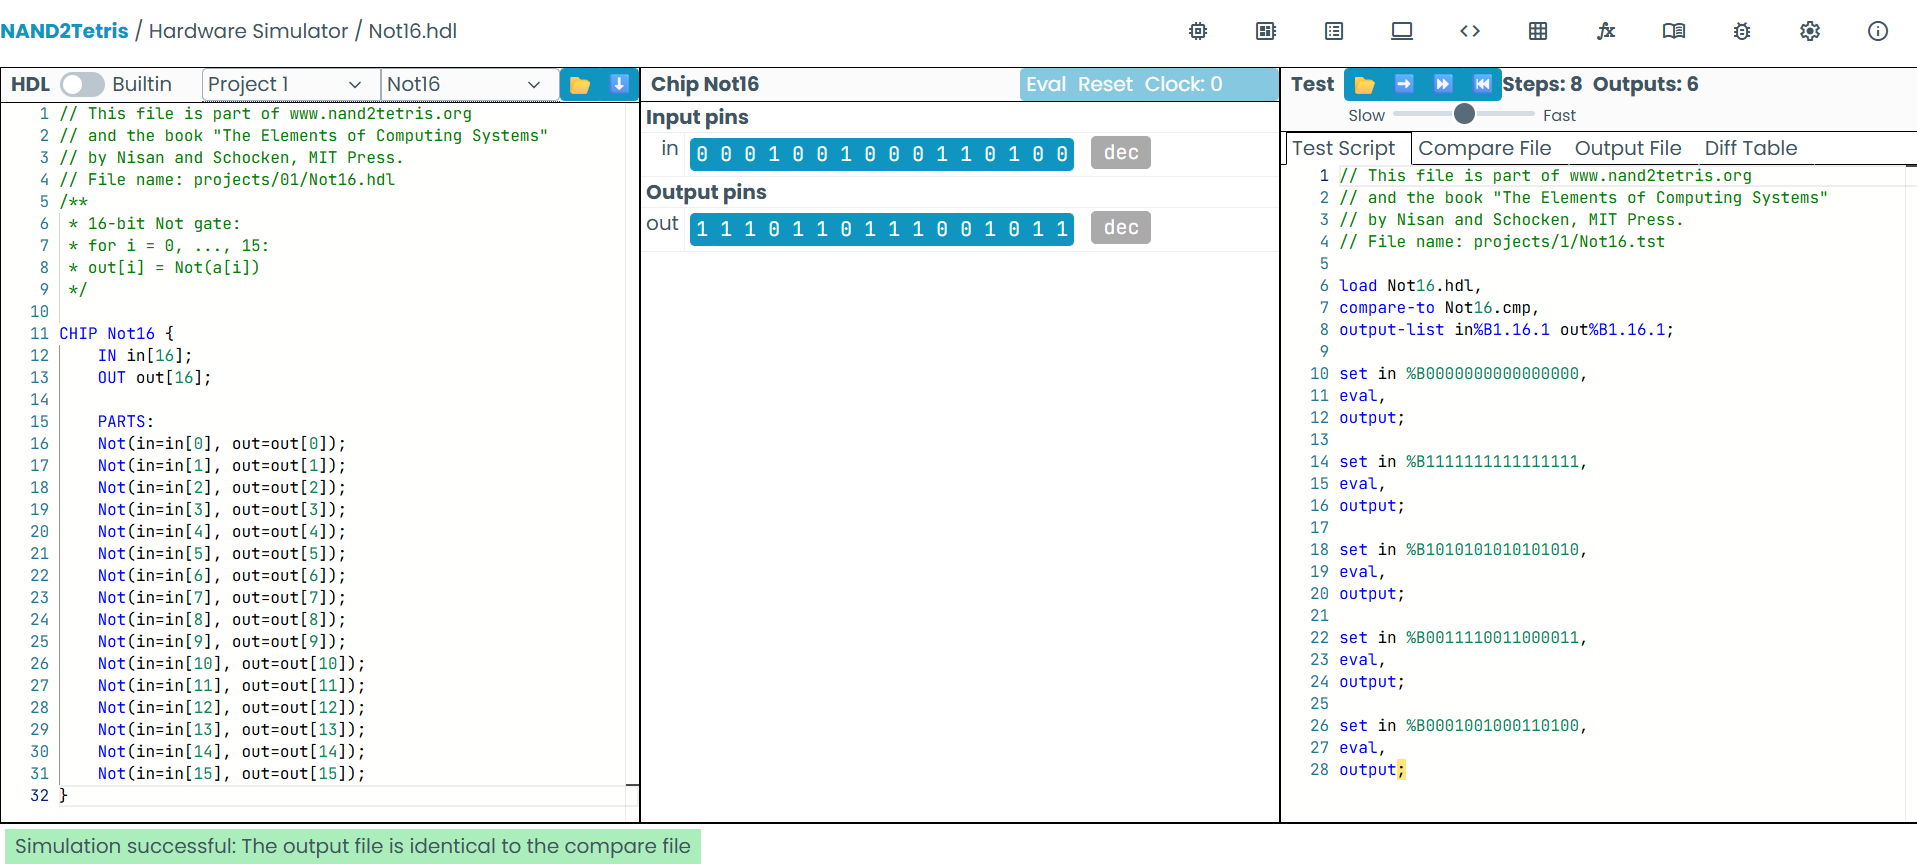 NAND2Tetris / Hardware Simulator / Not16.hdl
HDL Builtin Project 1 Not16
1 // This file is part of www.nand2tetris.org
2 // and the book "The Elements of Computing Systems"
3 // by Nisan and Schocken, MIT Press.
4 // File name: projects/01/Not16.hdl
5 /**
6 * 16-bit Not gate:
7 * for i = 0, ..., 15:
8 * out[i] = Not(a[i])
9 */
10
11 CHIP Not16 {
12 IN in[16];
13 OUT out[16];
14
15 PARTS:
16 Not(in=in[0], out=out[0]);
17 Not(in=in[1], out=out[1]);
18 Not(in=in[2], out=out[2]);
19 Not(in=in[3], out=out[3]);
20 Not(in=in[4], out=out[4]);
21 Not(in=in[5], out=out[5]);
22 Not(in=in[6], out=out[6]);
23 Not(in=in[7], out=out[7]);
24 Not(in=in[8], out=out[8]);
25 Not(in=in[9], out=out[9]);
26 Not(in=in[10], out=out[10]);
27 Not(in=in[11], out=out[11]);
28 Not(in=in[12], out=out[12]);
29 Not(in=in[13], out=out[13]);
30 Not(in=in[14], out=out[14]);
31 Not(in=in[15], out=out[15]);
32 }
Chip Not16 Eval Reset Clock: 0
Input pins
in 0 0 0 1 0 0 1 0 0 0 1 1 0 1 0 0 dec
Output pins
out 1 1 1 0 1 1 0 1 1 1 0 0 1 0 1 1 dec
Test Steps: 8 Outputs: 6
Slow Fast
Test Script Compare File Output File Diff Table
1 // This file is part of www.nand2tetris.org
2 // and the book "The Elements of Computing Systems"
3 // by Nisan and Schocken, MIT Press.
4 // File name: projects/1/Not16.tst
5
6 load Not16.hdl,
7 compare-to Not16.cmp,
8 output-list in%B1.16.1 out%B1.16.1;
9
10 set in %B0000000000000000,
11 eval,
12 output;
13
14 set in %B1111111111111111,
15 eval,
16 output;
17
18 set in %B1010101010101010,
19 eval,
20 output;
21
22 set in %B0011110011000011,
23 eval,
24 output;
25
26 set in %B0001001000110100,
27 eval,
28 output;
Simulation successful: The output file is identical to the compare file